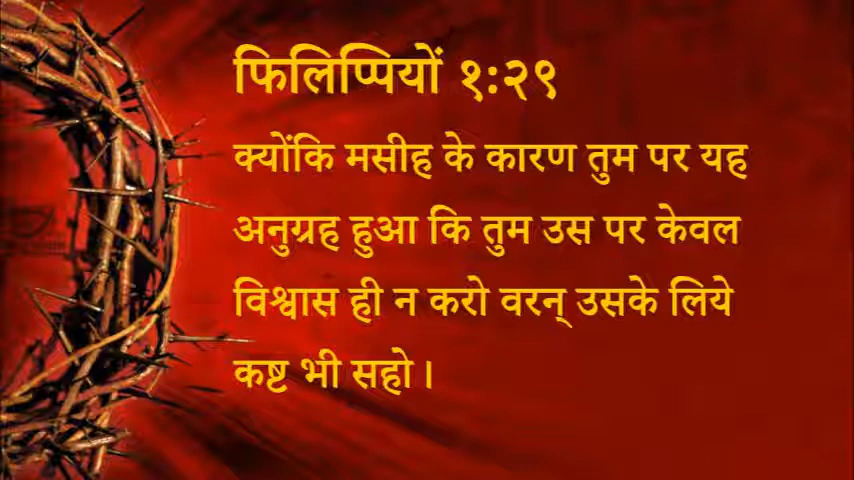 फिलिप्पियों १:२९
क्योंकि मसीह के कारण तुम पर यह
अनुग्रह हुआ कि तुम उस पर केवल
विश्वास ही न करो वरन् उसके लिये
कष्ट भी सहो।